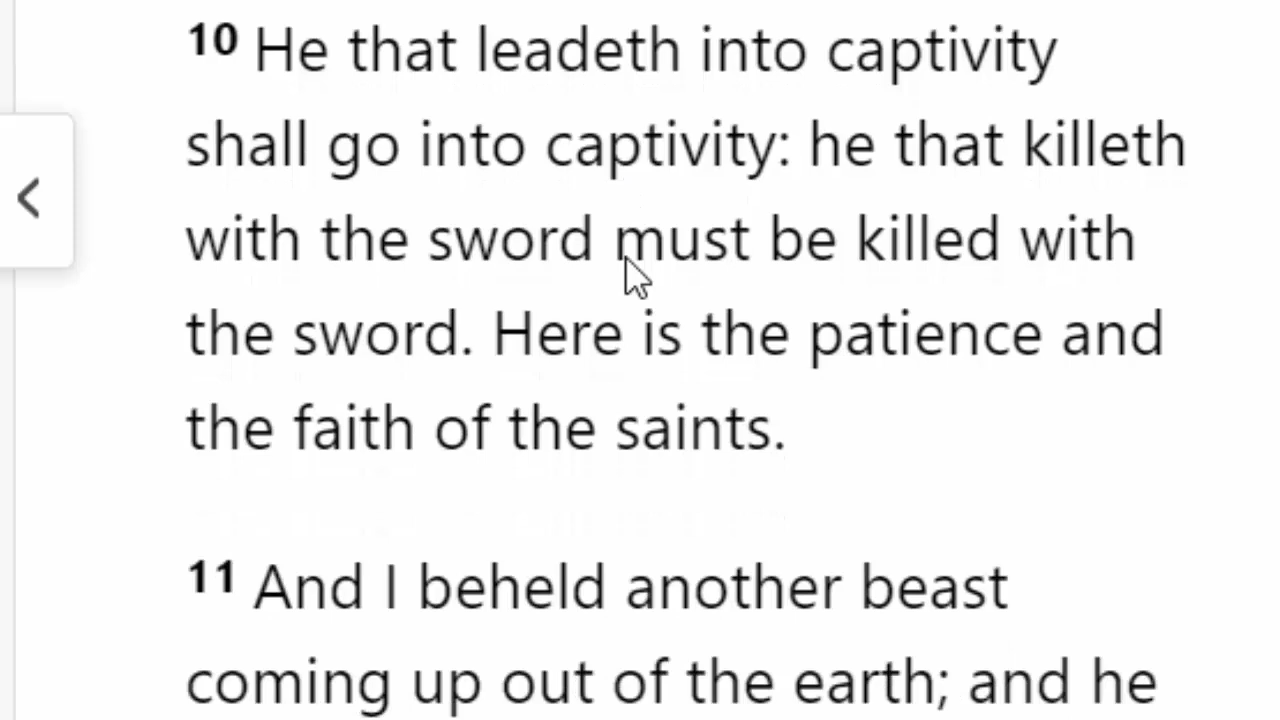 10 He that leadeth into captivity
shall go into captivity: he that killeth
with the sword must be killed with
the sword. Here is the patience and
the faith of the saints.
11 And I beheld another beast
coming up out of the earth; and he